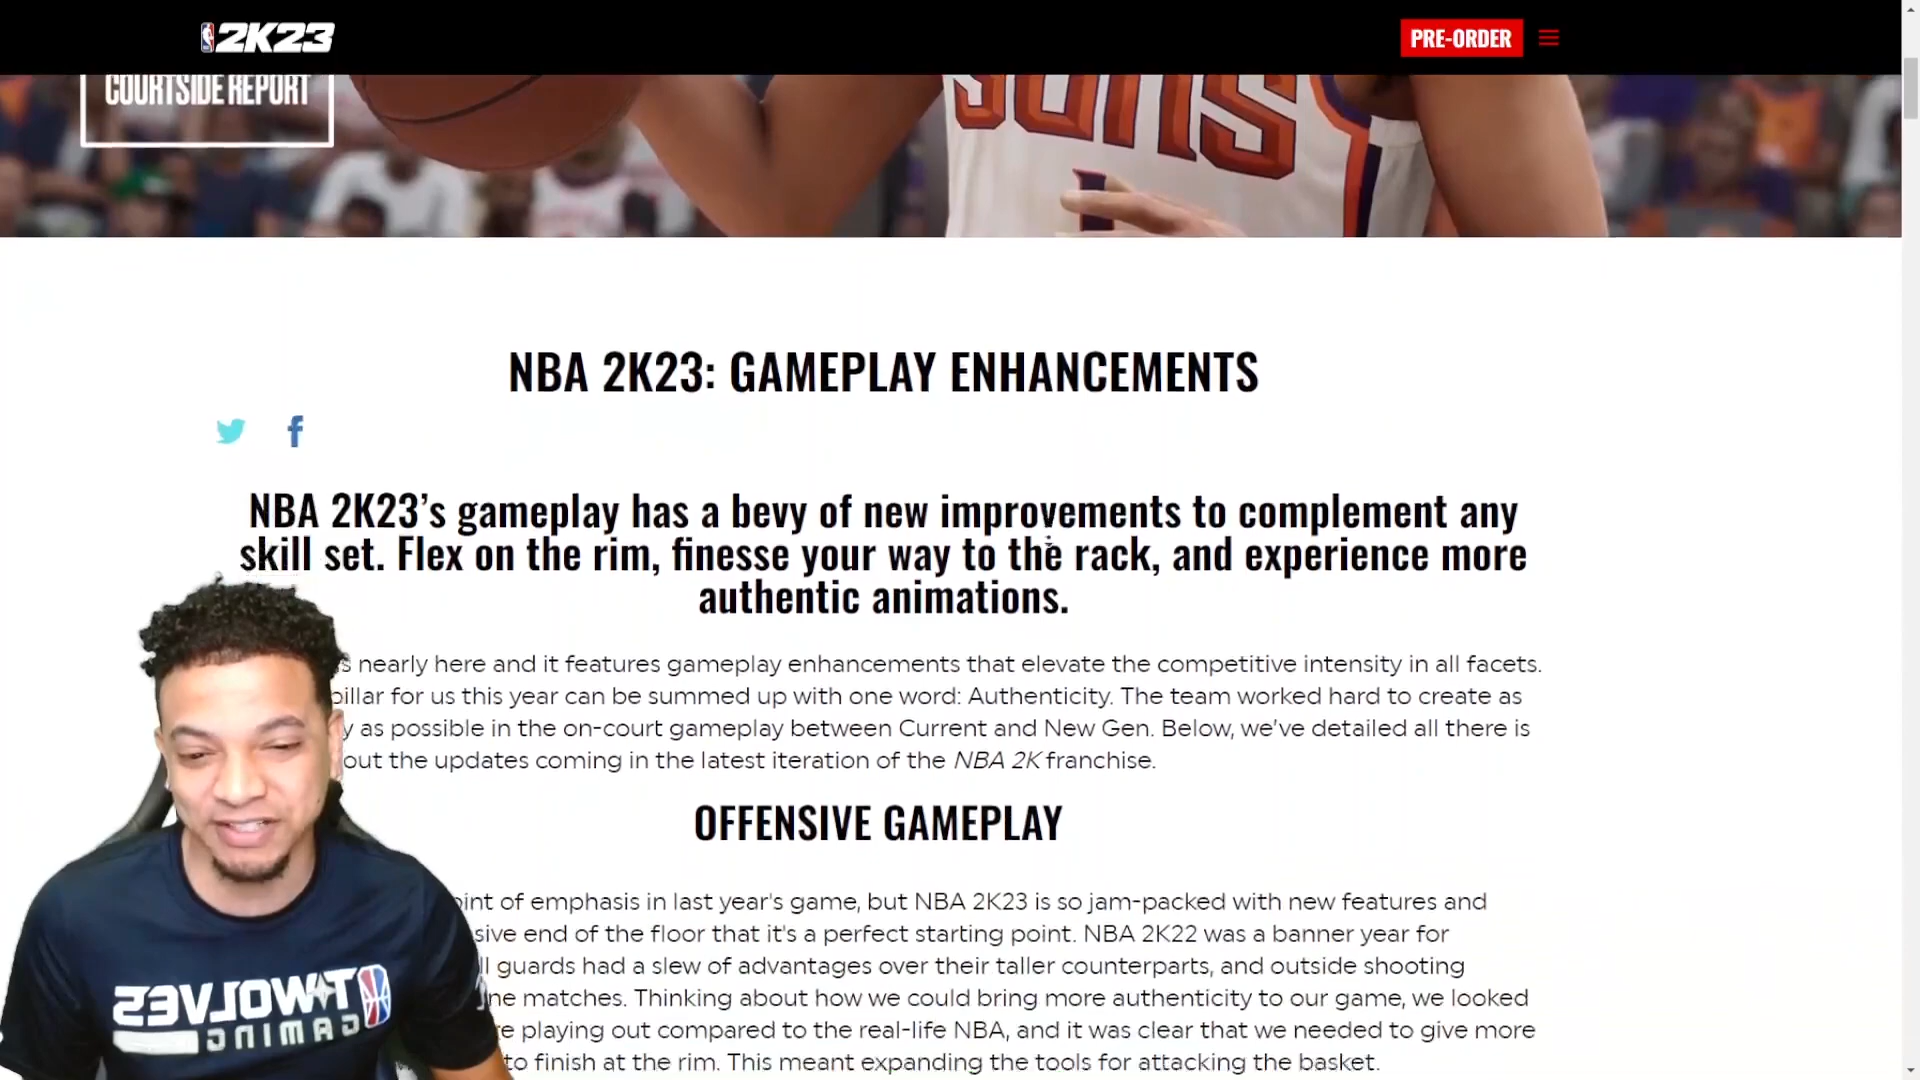 2K23
PRE-ORDER
COURTSIDE REPORT
SUNS
1
NBA 2K23: GAMEPLAY ENHANCEMENTS
NBA 2K23’s gameplay has a bevy of new improvements to complement any
skill set. Flex on the rim, finesse your way to the rack, and experience more
authentic animations.
nearly here and it features gameplay enhancements that elevate the competitive intensity in all facets.
pillar for us this year can be summed up with one word: Authenticity. The team worked hard to create as
y as possible in the on-court gameplay between Current and New Gen. Below, we’ve detailed all there is
out the updates coming in the latest iteration of the NBA 2K franchise.
OFFENSIVE GAMEPLAY
int of emphasis in last year's game, but NBA 2K23 is so jam-packed with new features and
sive end of the floor that it's a perfect starting point. NBA 2K22 was a banner year for
ll guards had a slew of advantages over their taller counterparts, and outside shooting
ne matches. Thinking about how we could bring more authenticity to our game, we looked
e playing out compared to the real-life NBA, and it was clear that we needed to give more
to finish at the rim. This meant expanding the tools for attacking the basket.
T-WOLVES
GAMING